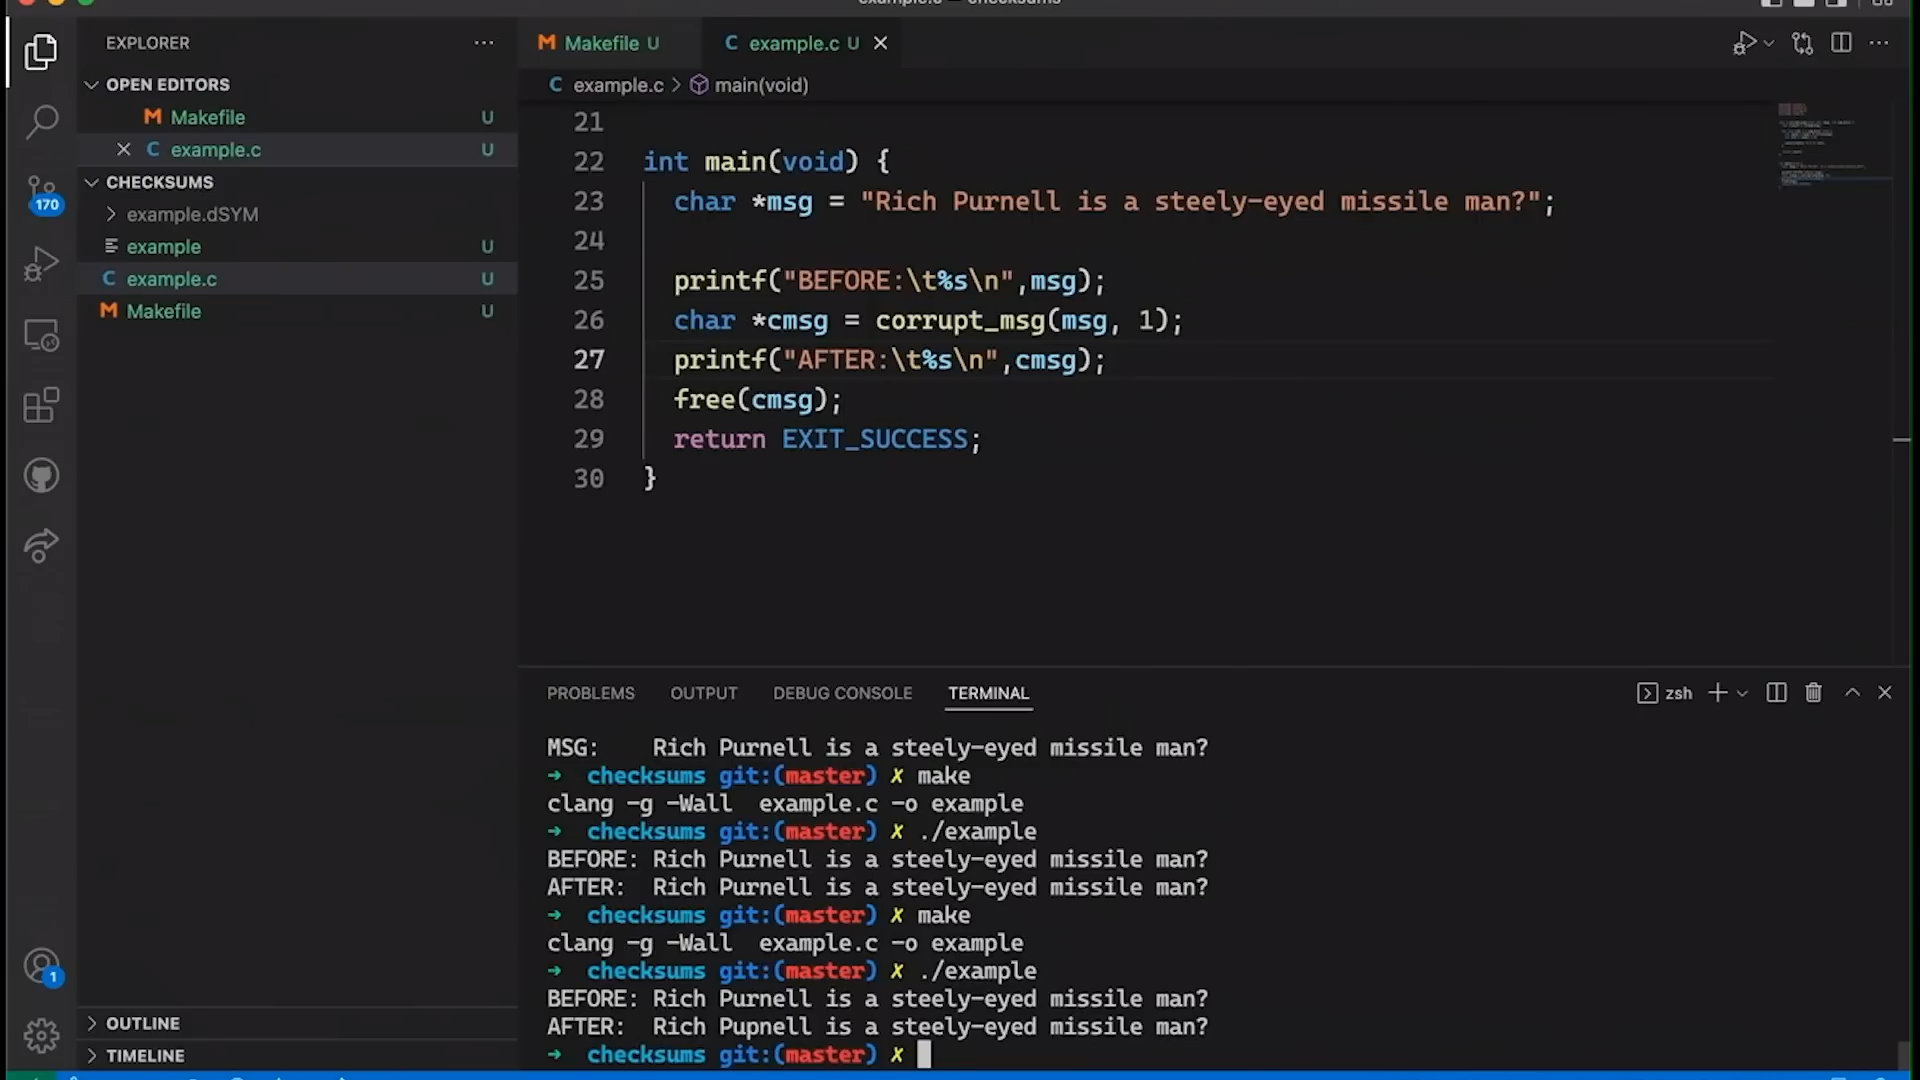 EXPLORER
OPEN EDITORS
Makefile U
example.c U
CHECKSUMS
example.dSYM
example U
example.c U
Makefile U
170
1
OUTLINE
TIMELINE
Makefile U
example.c U
example.c > main(void)
21
22 int main(void) {
23 char *msg = "Rich Purnell is a steely-eyed missile man?";
24
25 printf("BEFORE:\t%s\n",msg);
26 char *cmsg = corrupt_msg(msg, 1);
27 printf("AFTER:\t%s\n",cmsg);
28 free(cmsg);
29 return EXIT_SUCCESS;
30 }
PROBLEMS OUTPUT DEBUG CONSOLE TERMINAL zsh
MSG: Rich Purnell is a steely-eyed missile man?
→ checksums git:(master) ✗ make
clang -g -Wall example.c -o example
→ checksums git:(master) ✗ ./example
BEFORE: Rich Purnell is a steely-eyed missile man?
AFTER: Rich Purnell is a steely-eyed missile man?
→ checksums git:(master) ✗ make
clang -g -Wall example.c -o example
→ checksums git:(master) ✗ ./example
BEFORE: Rich Purnell is a steely-eyed missile man?
AFTER: Rich Pupnell is a steely-eyed missile man?
→ checksums git:(master) ✗